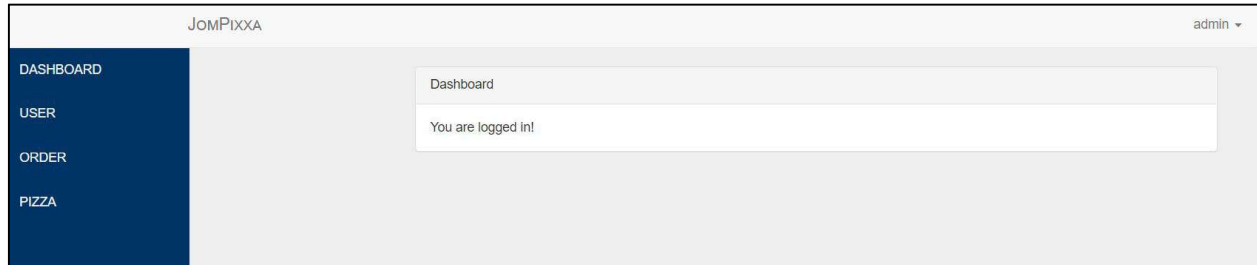 JOMPIXXA
admin
DASHBOARD
USER
ORDER
PIZZA
Dashboard
You are logged in!